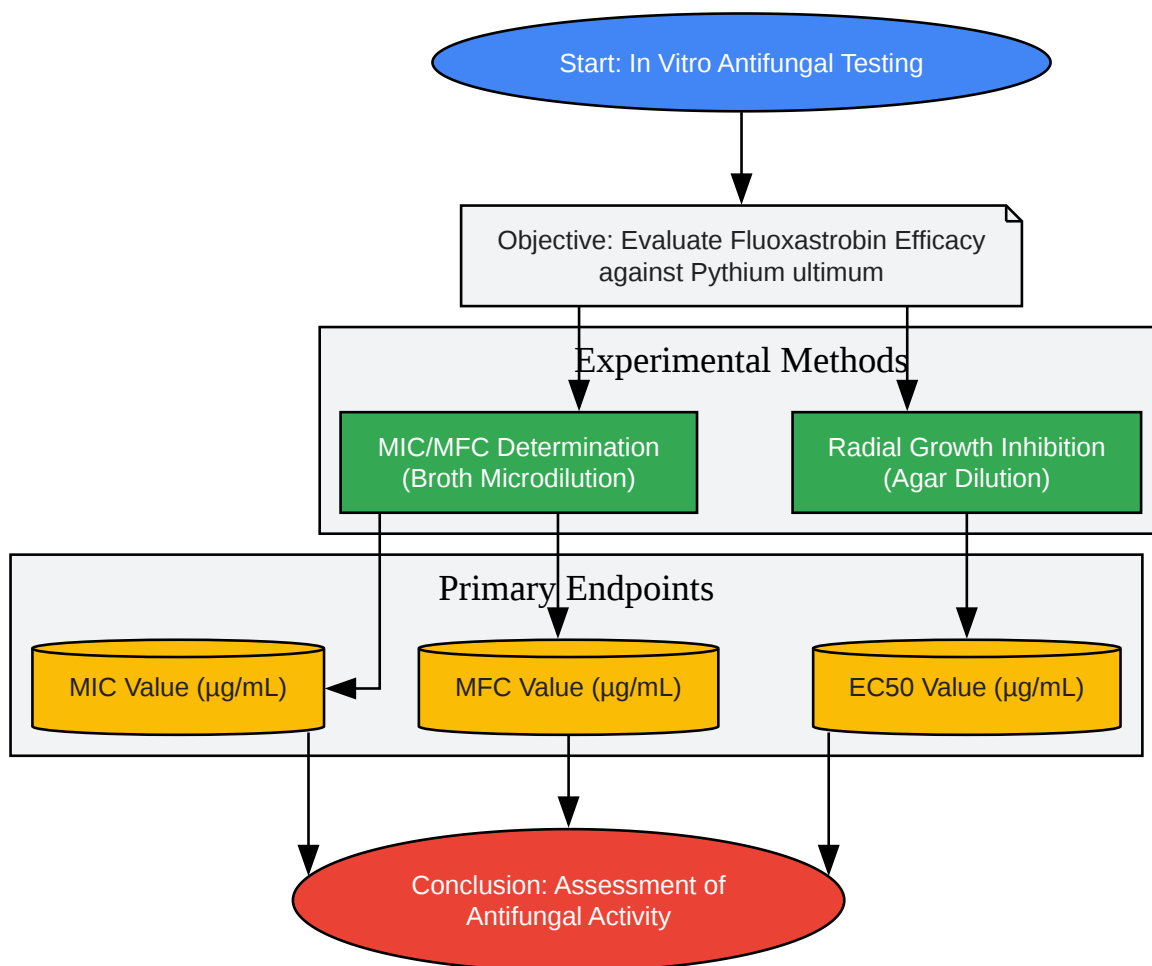 Start: In Vitro Antifungal Testing
Objective: Evaluate Fluoxastrobin Efficacy
against Pythium ultimum
Experimental Methods
MIC/MFC Determination
(Broth Microdilution)
Radial Growth Inhibition
(Agar Dilution)
Primary Endpoints
MIC Value (µg/mL)
MFC Value (µg/mL)
EC50 Value (µg/mL)
Conclusion: Assessment of
Antifungal Activity